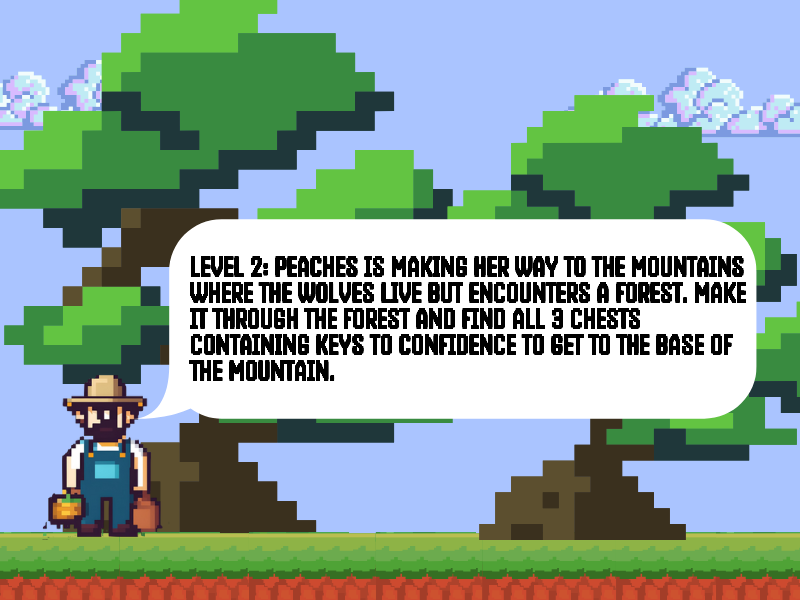 LEVEL 2: PEACHES IS MAKING HER WAY TO THE MOUNTAINS
WHERE THE WOLVES LIVE BUT ENCOUNTERS A FOREST. MAKE
IT THROUGH THE FOREST AND FIND ALL 3 CHESTS
CONTAINING KEYS TO CONFIDENCE TO GET TO THE BASE OF
THE MOUNTAIN.